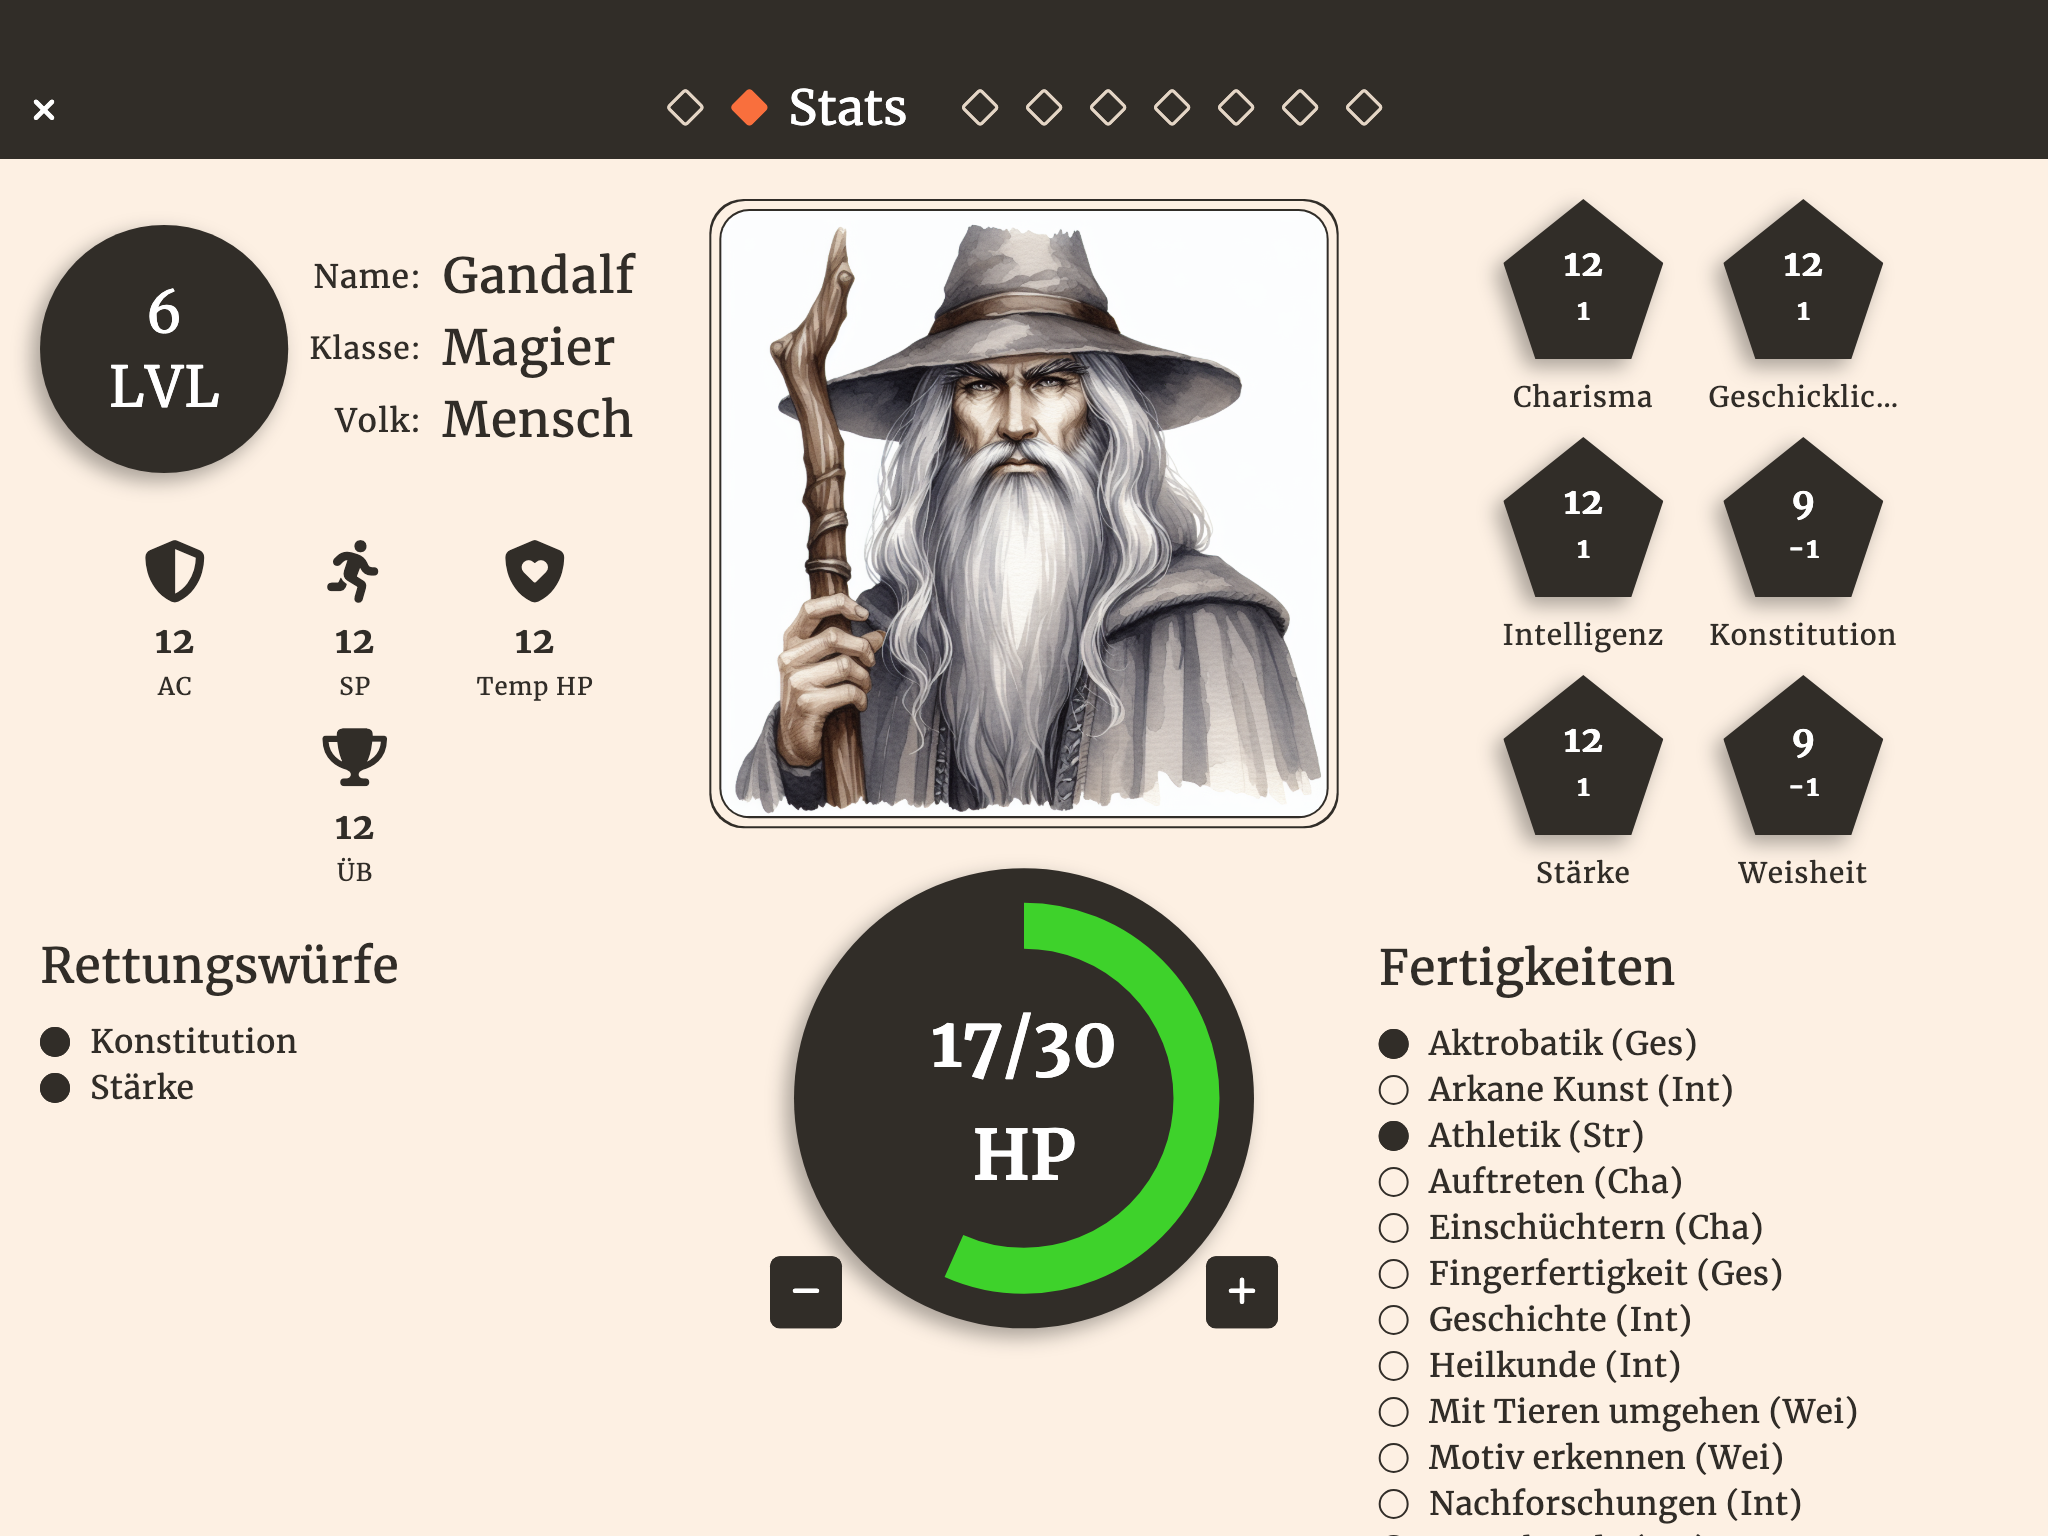 Stats
6
LVL
Name: Gandalf
Klasse: Magier
Volk: Mensch
12
AC
12
SP
12
Temp HP
12
ÜB
Rettungswürfe
Konstitution
Stärke
17/30
HP
12
1
Charisma
12
1
Geschicklic...
12
1
Intelligenz
9
-1
Konstitution
12
1
Stärke
9
-1
Weisheit
Fertigkeiten
Aktrobatik (Ges)
Arkane Kunst (Int)
Athletik (Str)
Auftreten (Cha)
Einschüchtern (Cha)
Fingerfertigkeit (Ges)
Geschichte (Int)
Heilkunde (Int)
Mit Tieren umgehen (Wei)
Motiv erkennen (Wei)
Nachforschungen (Int)